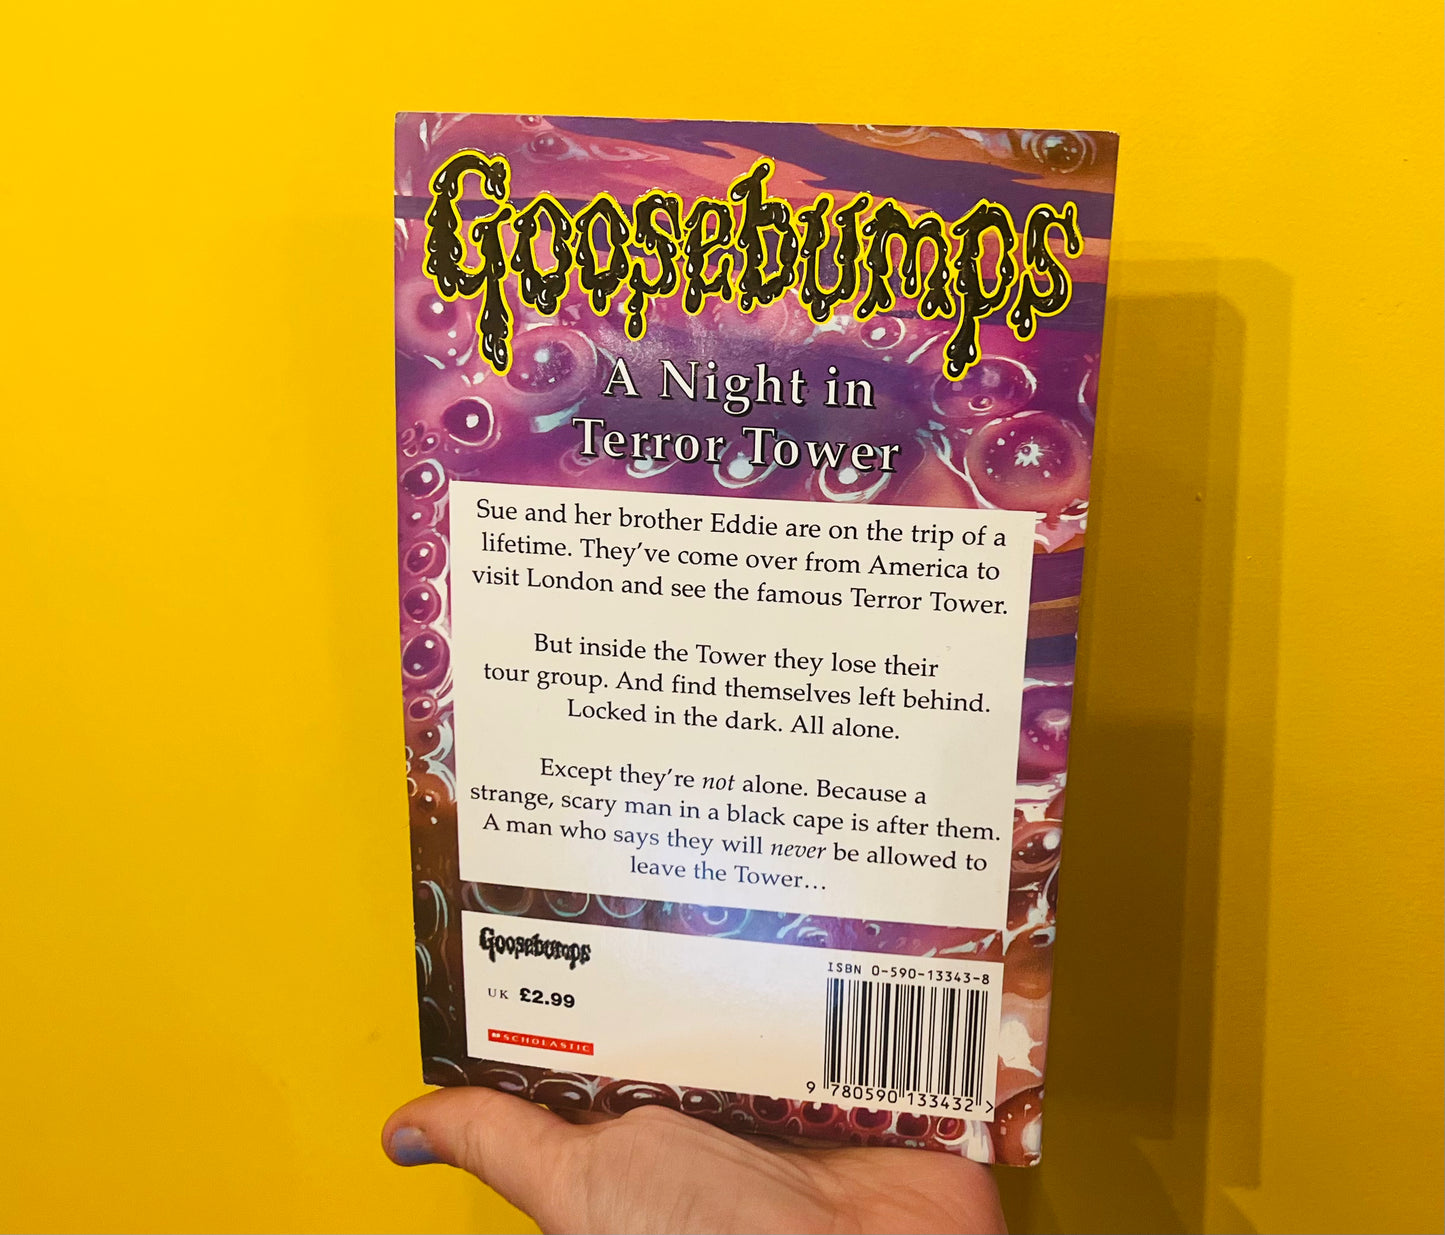 Goosebumps
A Night in
Terror Tower
Sue and her brother Eddie are on the trip of a
lifetime. They’ve come over from America to
visit London and see the famous Terror Tower.
But inside the Tower they lose their
tour group. And find themselves left behind.
Locked in the dark. All alone.
Except they’re not alone. Because a
strange, scary man in a black cape is after them.
A man who says they will never be allowed to
leave the Tower…
Goosebumps
UK £2.99
SCHOLASTIC
ISBN 0-590-13343-8
9 780590 133432 >